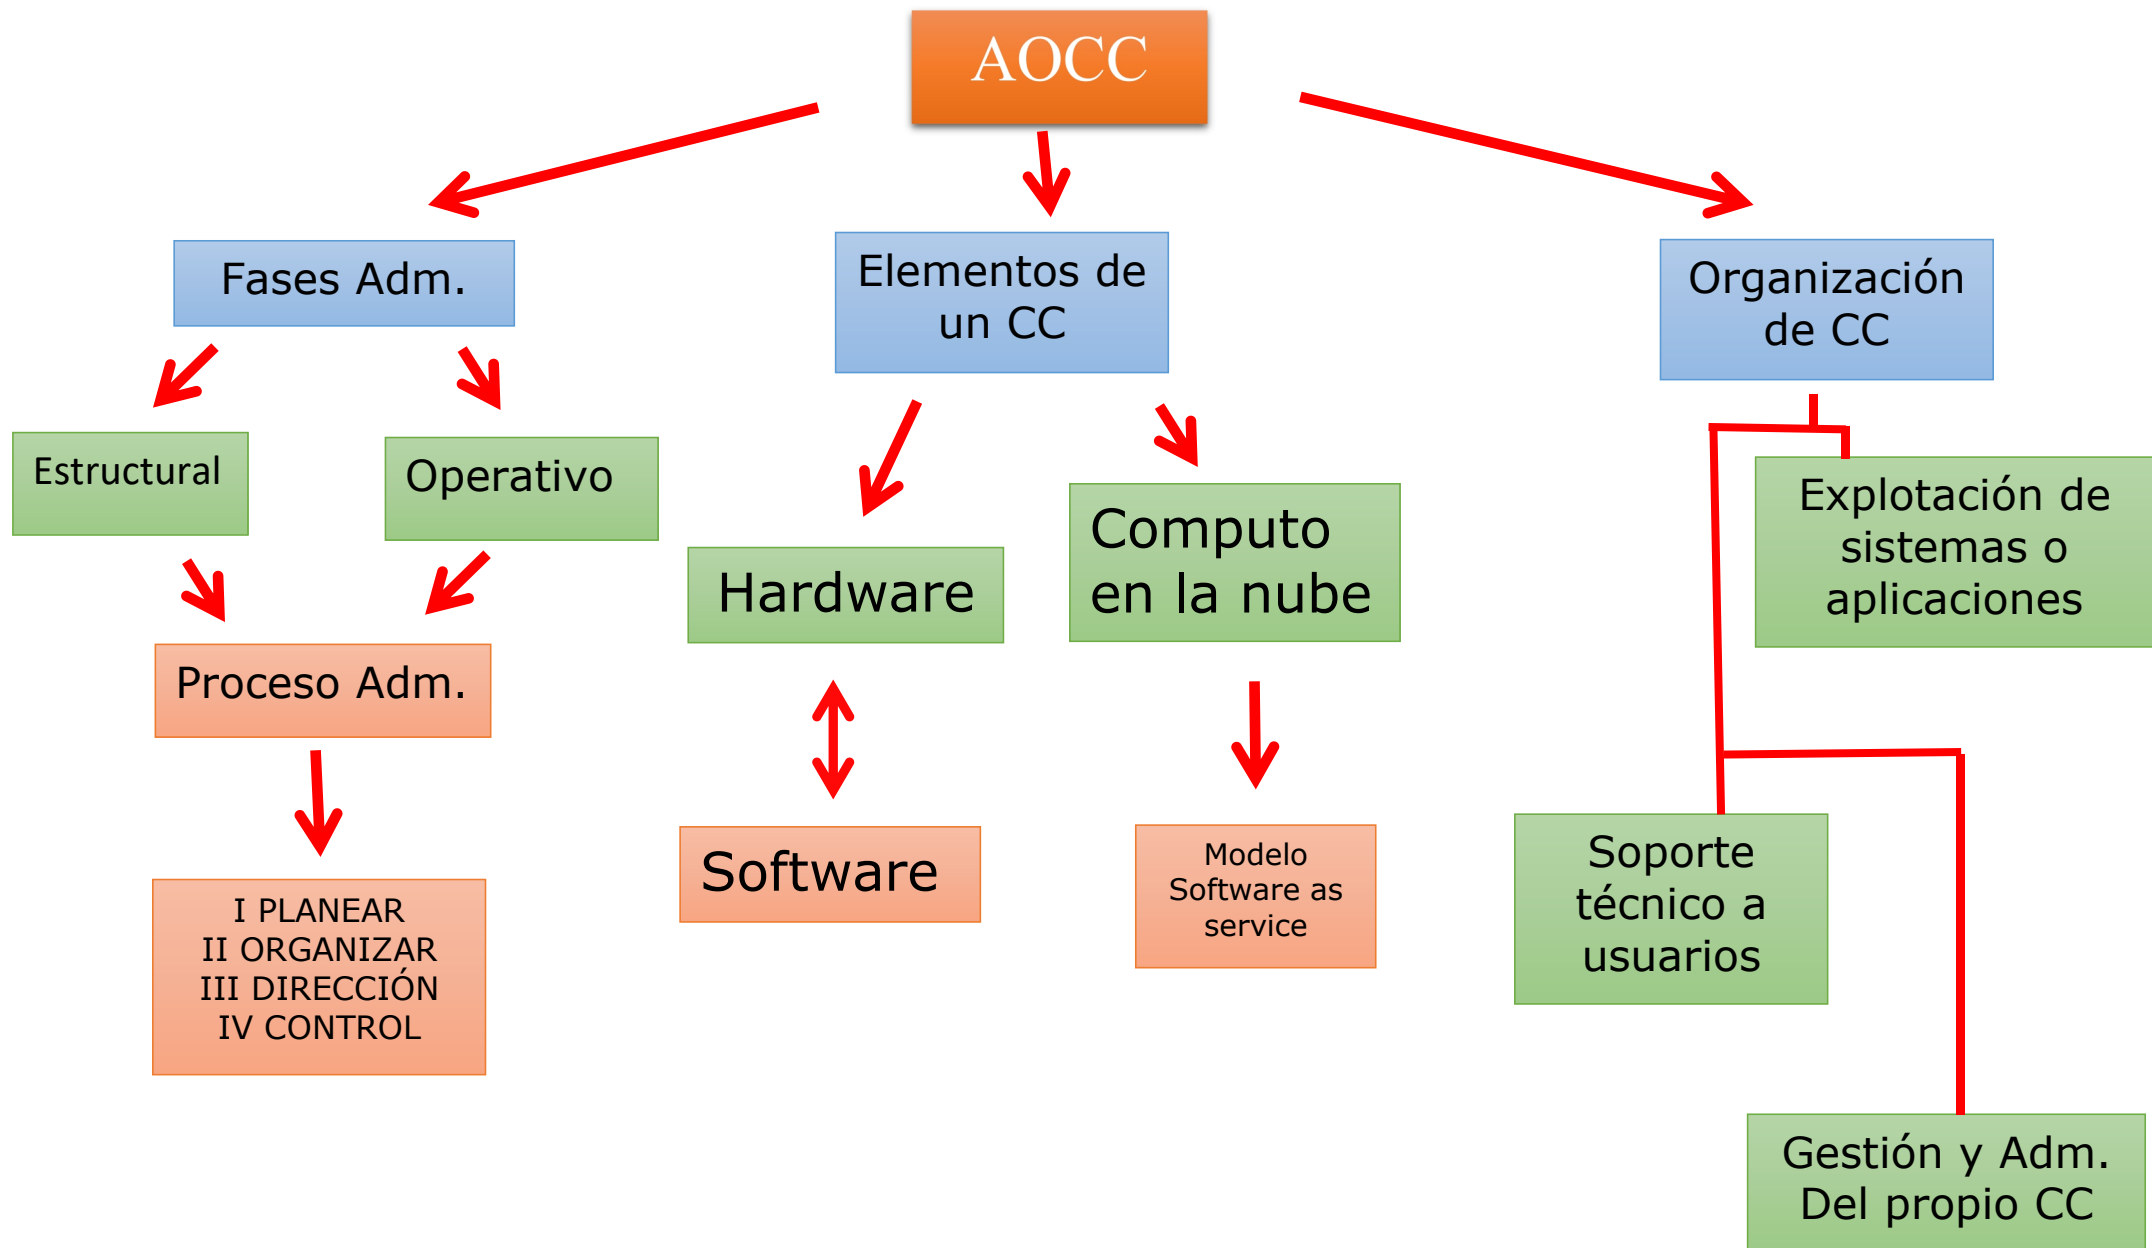 AOCC
Fases Adm.
Elementos de
un CC
Organización
de CC
Estructural
Operativo
Hardware
Computo
en la nube
Explotación de
sistemas o
aplicaciones
Proceso Adm.
I PLANEAR
II ORGANIZAR
III DIRECCIÓN
IV CONTROL
Software
Modelo
Software as
service
Soporte
técnico a
usuarios
Gestión y Adm.
Del propio CC